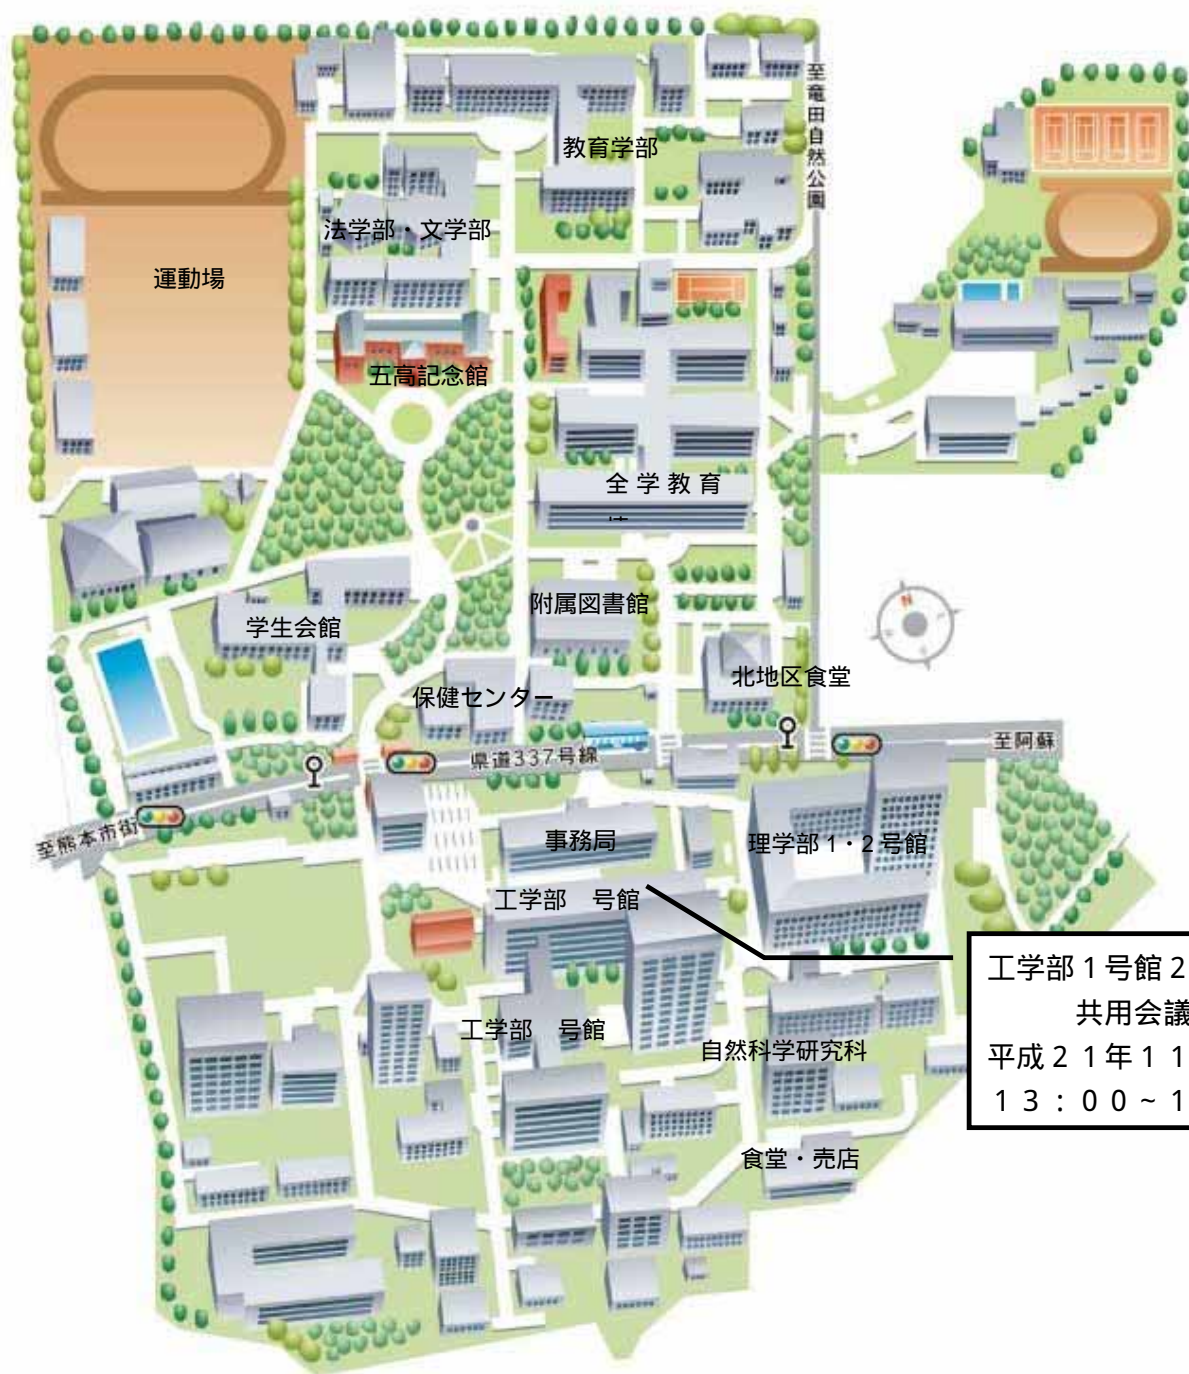 至竜田自然公園
教育学部
法学部・文学部
運動場
五高記念館
全学教育
附属図書館
学生会館
北地区食堂
保健センター
N
県道337号線
至阿蘇
至熊本市街
事務局
理学部1・2号館
工学部　号館
工学部1号館2
共用会議
平成21年11
13:00~1
工学部　号館
自然科学研究科
食堂・売店